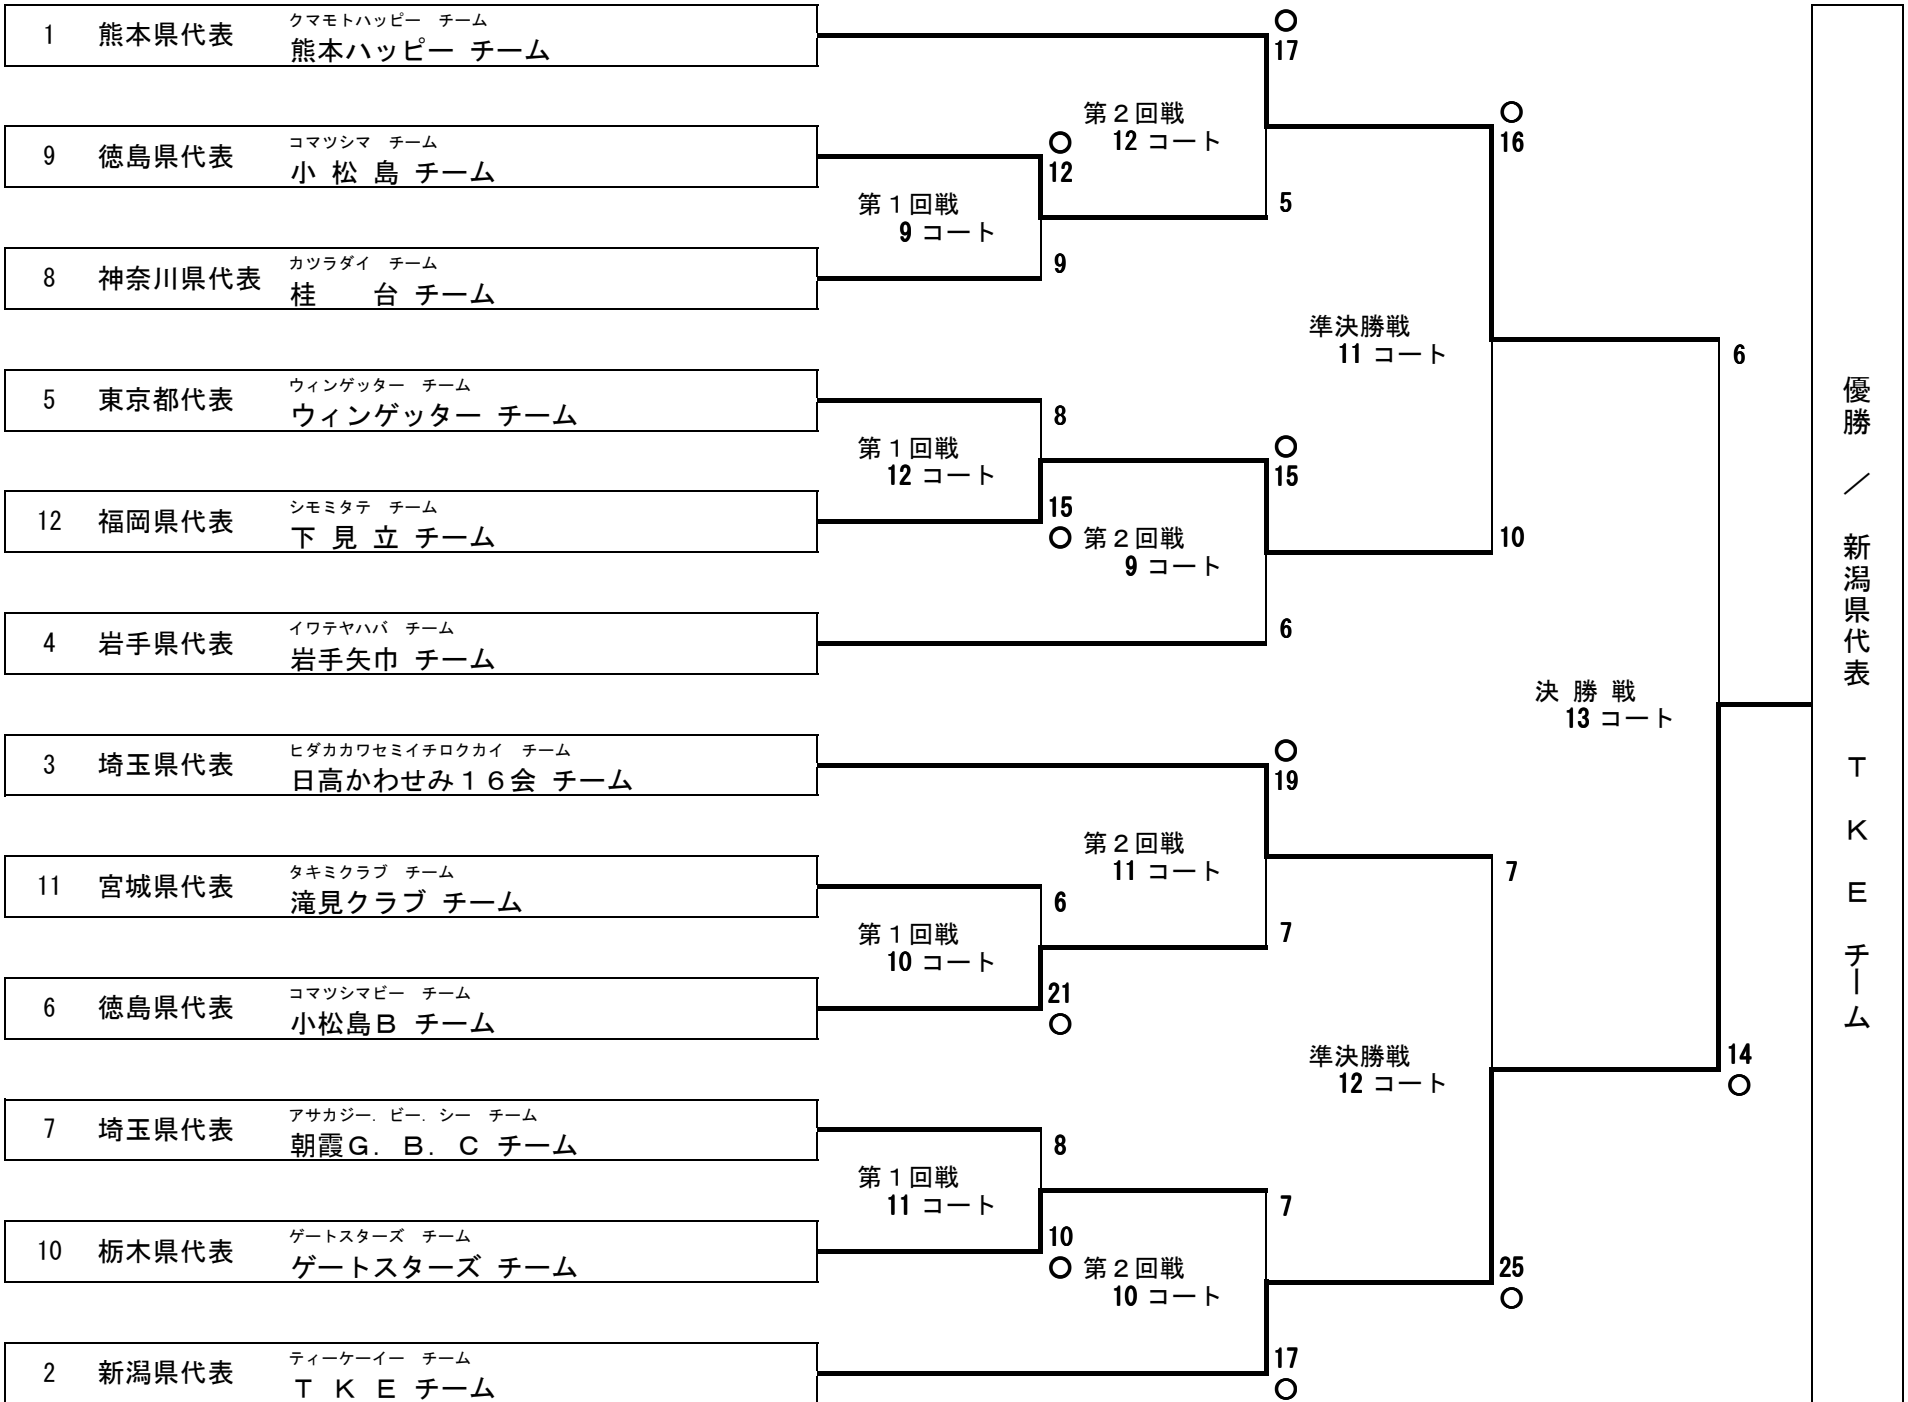 クマモトハッピー　チーム
1 熊本県代表 熊本ハッピー チーム
○
17
第２回戦
12 コート
○
16
コマツシマ　チーム
9 徳島県代表 小 松 島 チーム
○
12
第１回戦
9 コート
5
カツラダイ　チーム
8 神奈川県代表 桂　　台 チーム
9
準決勝戦
11 コート
6
ウィンゲッター　チーム
5 東京都代表 ウィンゲッター チーム
8
第１回戦
12 コート
○
15
シモミタテ　チーム
12 福岡県代表 下 見 立 チーム
15
○
第２回戦
9 コート
10
イワテヤハバ　チーム
4 岩手県代表 岩手矢巾 チーム
6
決 勝 戦
13 コート
ヒダカカワセミイチロクカイ　チーム
3 埼玉県代表 日高かわせみ１６会 チーム
○
19
第２回戦
11 コート
7
タキミクラブ　チーム
11 宮城県代表 滝見クラブ チーム
6
第１回戦
10 コート
7
コマツシマビー　チーム
6 徳島県代表 小松島Ｂ チーム
21
○
準決勝戦
12 コート
14
○
アサカジー．ビー．シー　チーム
7 埼玉県代表 朝霞Ｇ．Ｂ．Ｃ チーム
8
第１回戦
11 コート
7
ゲートスターズ　チーム
10 栃木県代表 ゲートスターズ チーム
10
○
第２回戦
10 コート
25
○
ティーケーイー　チーム
2 新潟県代表 Ｔ Ｋ Ｅ チーム
17
○
優勝 ／ 新潟県代表　Ｔ Ｋ Ｅ チーム